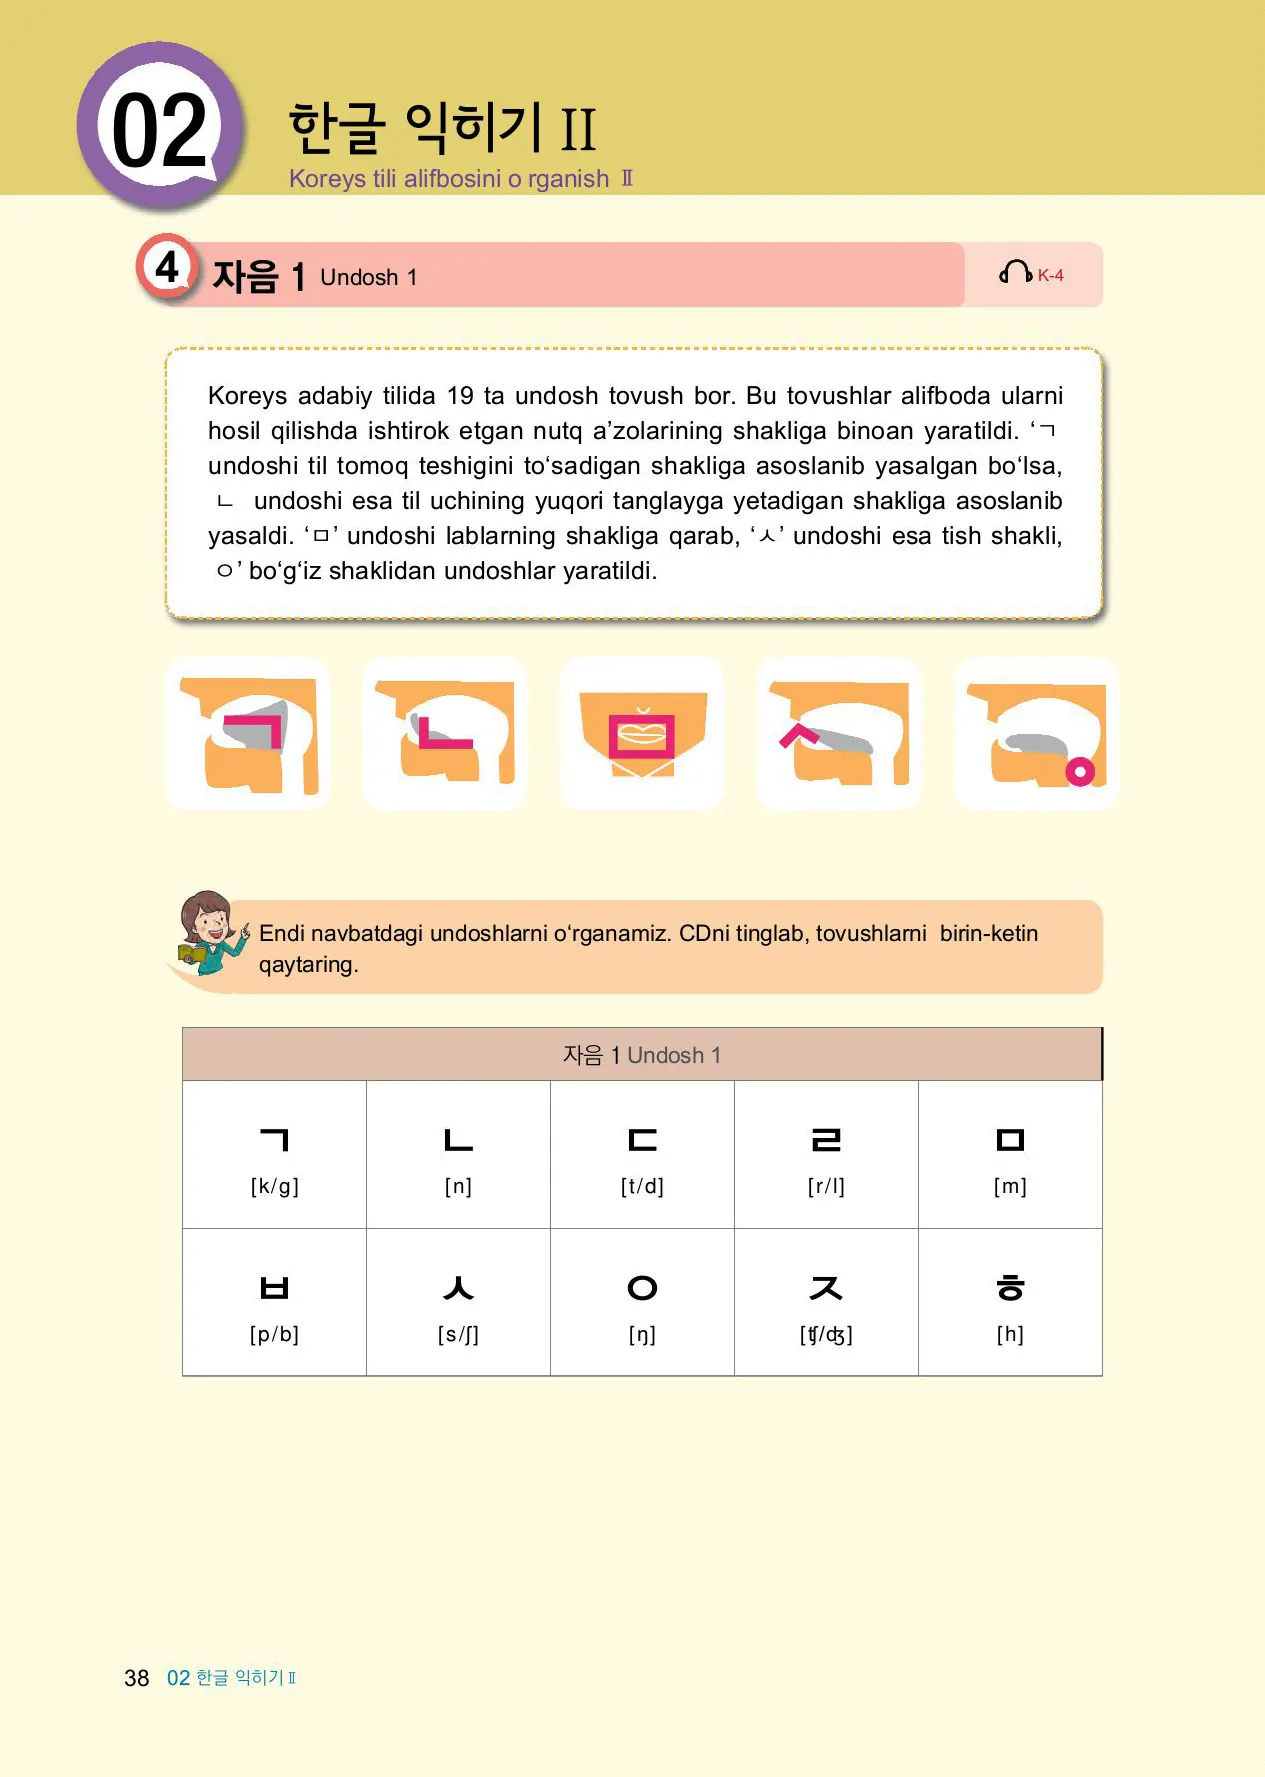 02
한글 익히기 II
Koreys tili alifbosini o rganish Ⅱ
4 자음 1 Undosh 1
K-4
Koreys adabiy tilida 19 ta undosh tovush bor. Bu tovushlar alifboda ularni
hosil qilishda ishtirok etgan nutq a’zolarining shakliga binoan yaratildi. ‘ㄱ
undoshi til tomoq teshigini to‘sadigan shakliga asoslanib yasalgan bo‘lsa,
ㄴ undoshi esa til uchining yuqori tanglayga yetadigan shakliga asoslanib
yasaldi. ‘ㅁ’ undoshi lablarning shakliga qarab, ‘ㅅ’ undoshi esa tish shakli,
ㅇ’ bo‘g‘iz shaklidan undoshlar yaratildi.
ㄱ ㄴ ㅁ ㅅ ㅇ
Endi navbatdagi undoshlarni o‘rganamiz. CDni tinglab, tovushlarni birin-ketin
qaytaring.
자음 1 Undosh 1
ㄱ ㄴ ㄷ ㄹ ㅁ
[k/g] [n] [t/d] [r/l] [m]
ㅂ ㅅ ㅇ ㅈ ㅎ
[p/b] [s/ʃ] [ŋ] [ʧ/ʤ] [h]
38 02 한글 익히기 Ⅱ